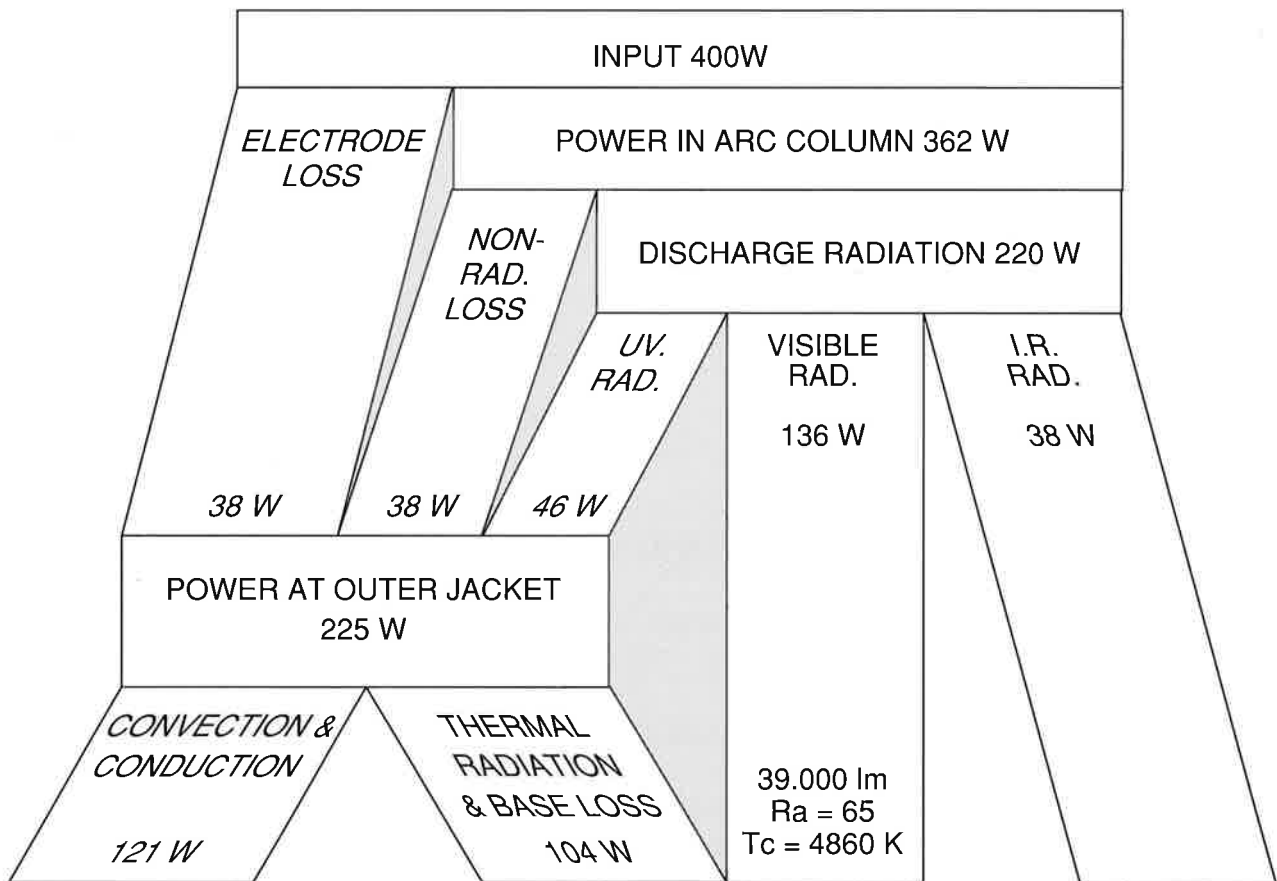 INPUT 400W
ELECTRODE
LOSS
POWER IN ARC COLUMN 362 W
NON-
RAD.
LOSS
DISCHARGE RADIATION 220 W
UV.
RAD.
VISIBLE
RAD.
136 W
I.R.
RAD.
38 W
38 W
38 W
46 W
POWER AT OUTER JACKET
225 W
CONVECTION &
CONDUCTION
121 W
THERMAL
RADIATION
& BASE LOSS
104 W
39.000 lm
Ra = 65
Tc = 4860 K